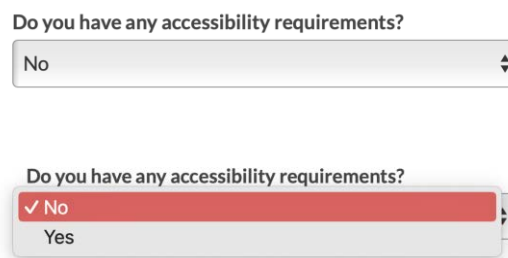 Do you have any accessibility requirements?
No
Do you have any accessibility requirements?
✓ No
Yes